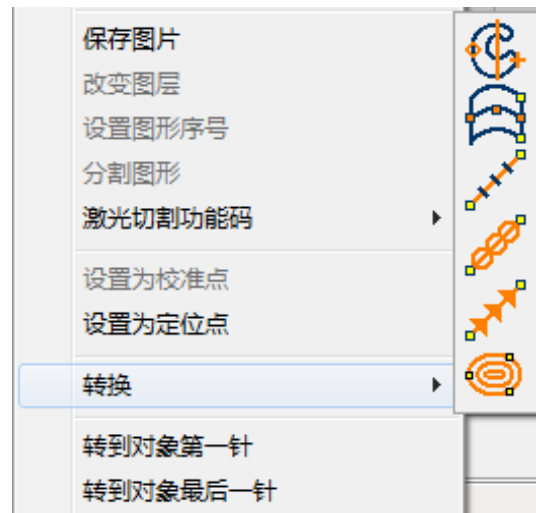 保存图片
改变图层
设置图形序号
分割图形
激光切割功能码
设置为校准点
设置为定位点
转换
转到对象第一针
转到对象最后一针